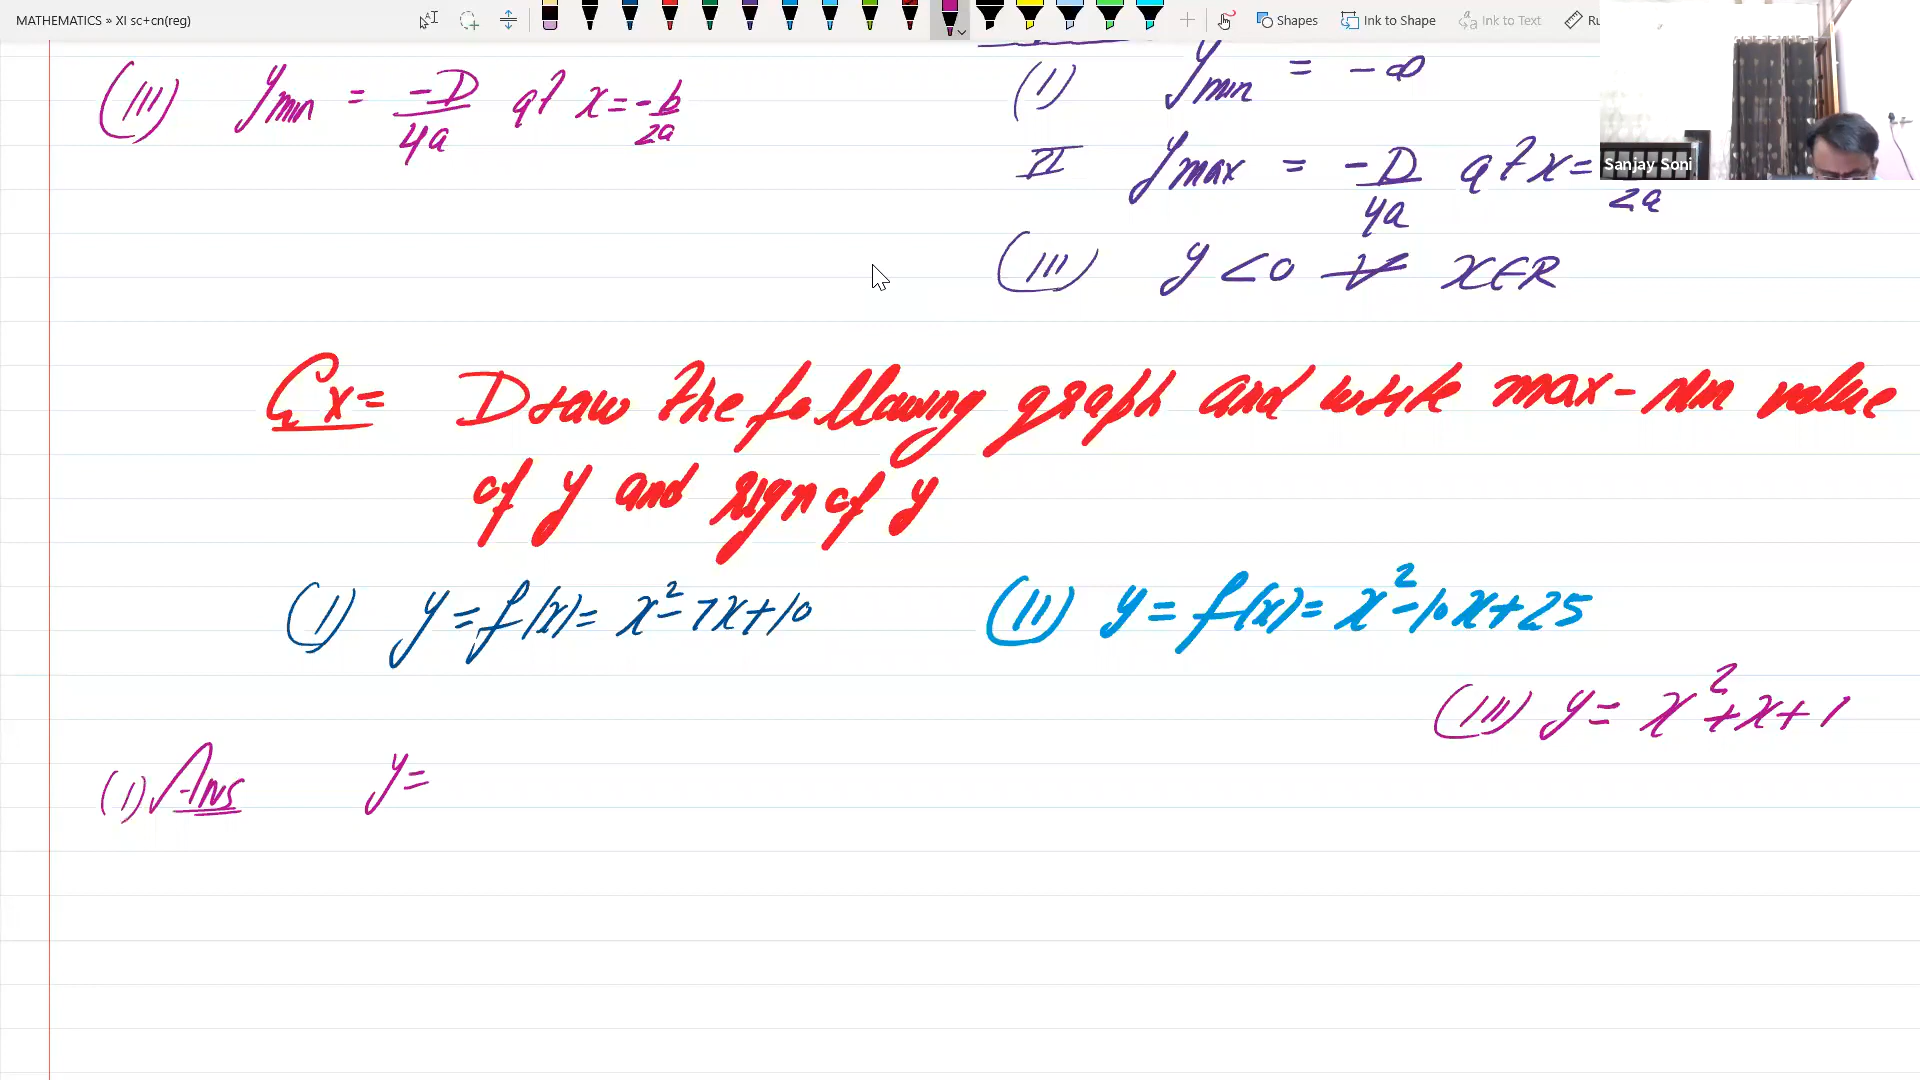 MATHEMATICS » XI sc+cn(reg)
Shapes
Ink to Shape
Ink to Text
Ru
Sanjay Soni
(III) ymin = -D/4a at x = -b/2a
(I) ymin = -∞
II ymax = -D/4a at x = /2a
(III) y < 0 ∀ x∈R
Ex= Draw the following graph and write max-Min value
of y and sign of y
(I) y = f(x) = x²-7x+10
(II) y = f(x) = x²-10x+25
(III) y = x²+x+1
(I) Ans y=